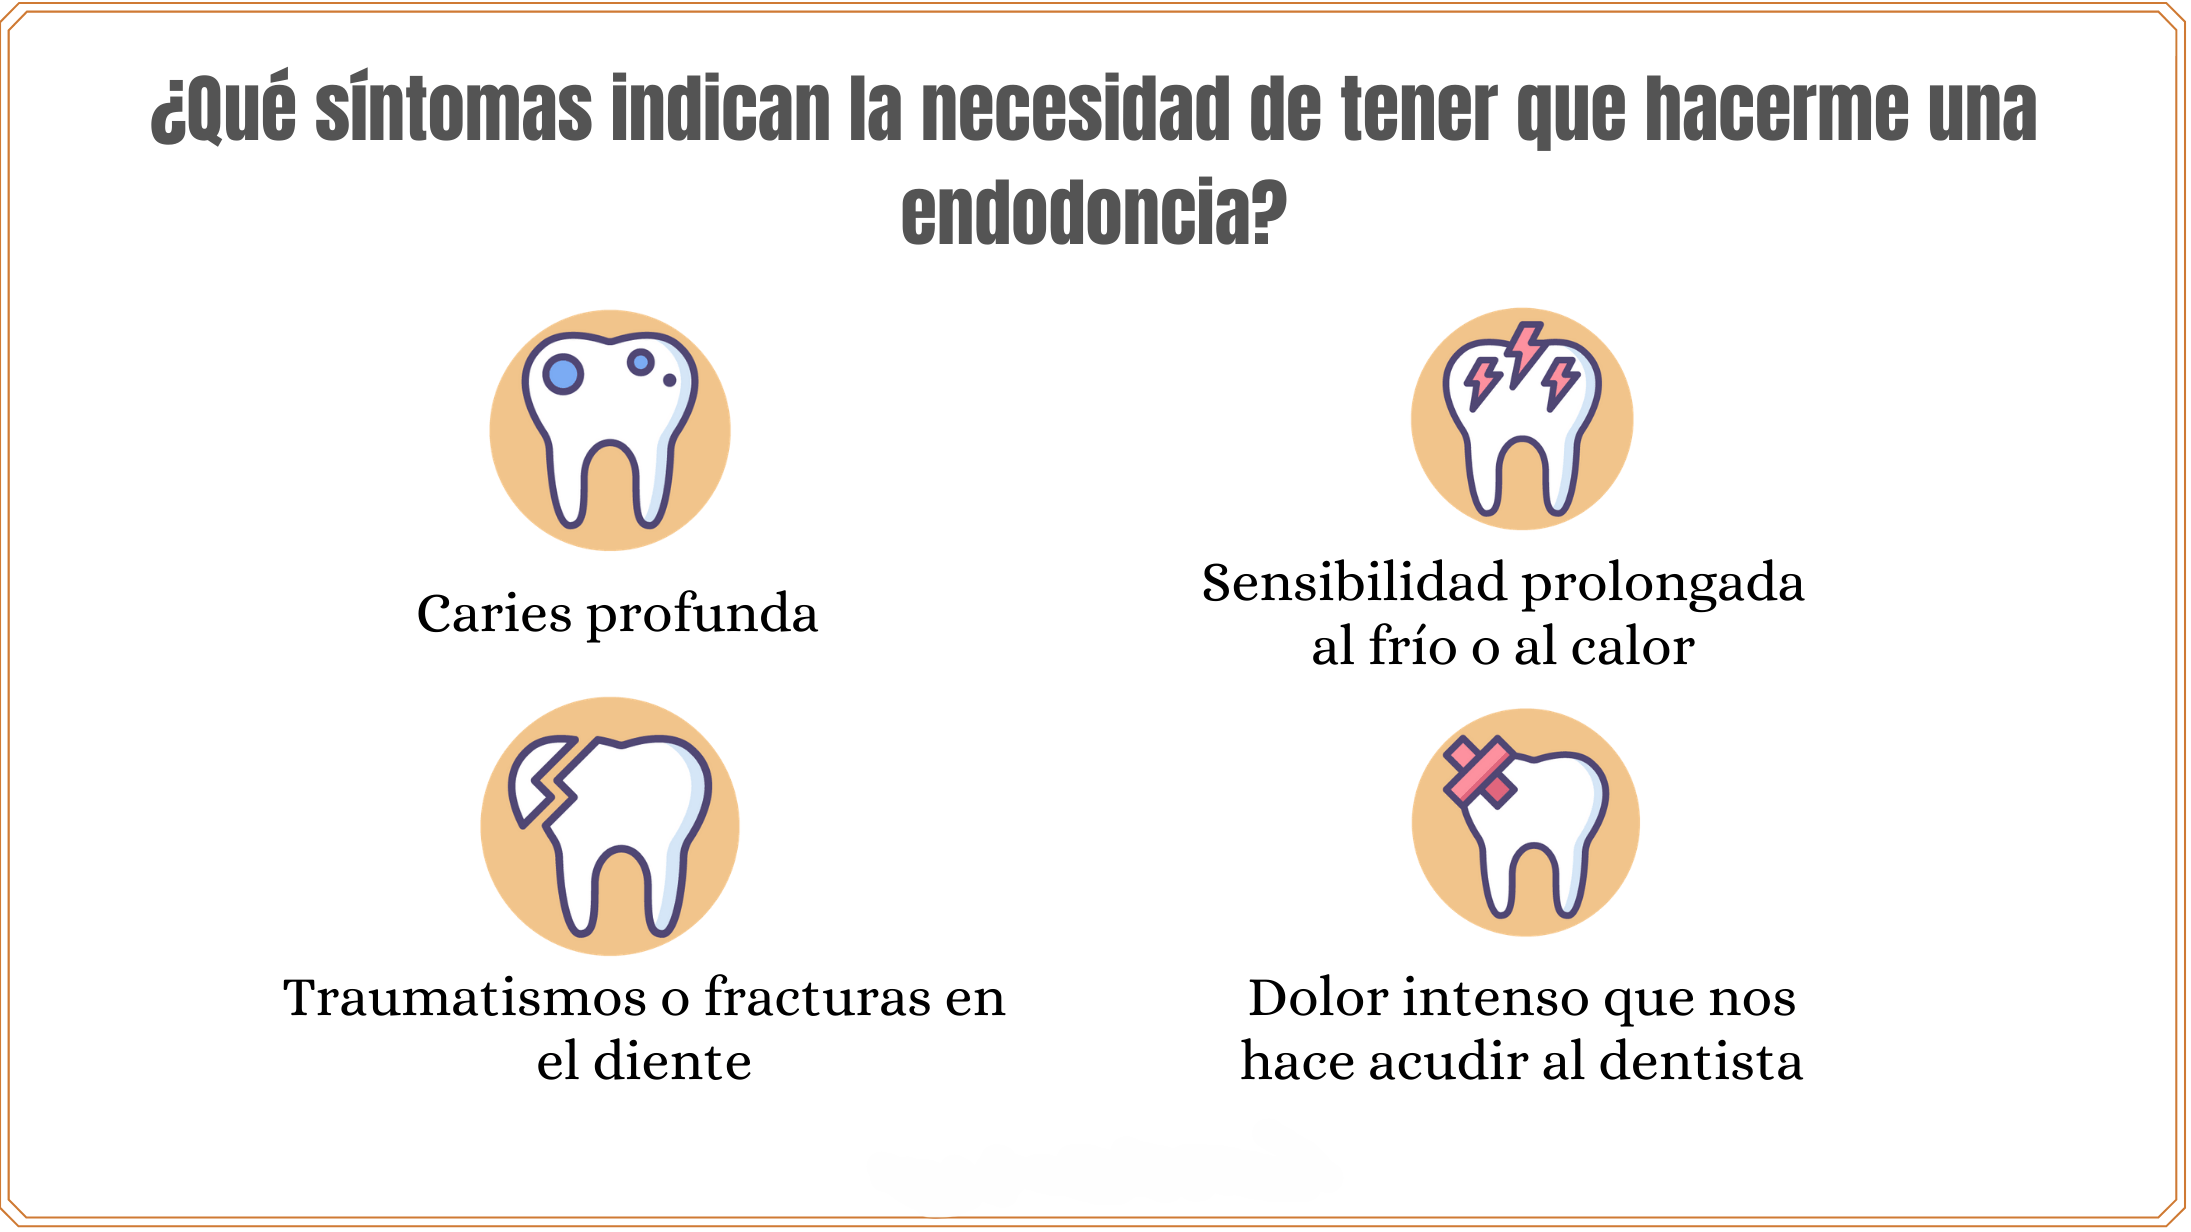 ¿Qué síntomas indican la necesidad de tener que hacerme una
endodoncia?
Caries profunda
Sensibilidad prolongada
al frío o al calor
Traumatismos o fracturas en
el diente
Dolor intenso que nos
hace acudir al dentista